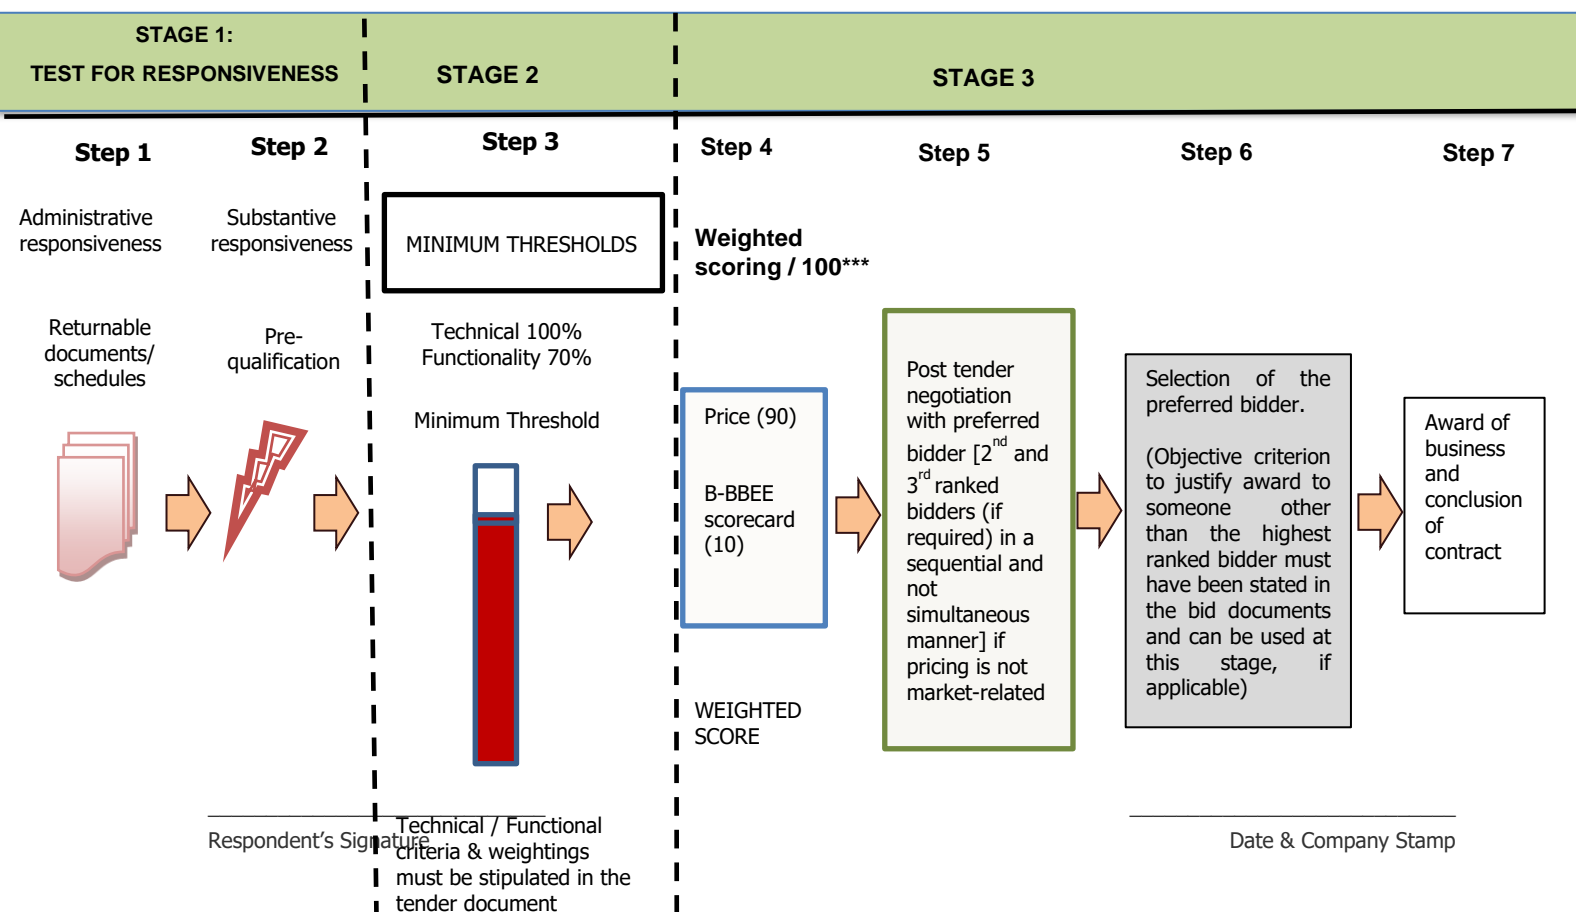 STAGE 1:
TEST FOR RESPONSIVENESS
STAGE 2
STAGE 3
Step 1
Step 2
Step 3
Step 4
Step 5
Step 6
Step 7
Administrative
responsiveness
Substantive
responsiveness
MINIMUM THRESHOLDS
Weighted
scoring / 100***
Returnable
documents/
schedules
Pre-
qualification
Technical 100%
Functionality 70%
Minimum Threshold
Price (90)
B-BBEE
scorecard
(10)
WEIGHTED
SCORE
Post tender
negotiation
with preferred
bidder [2nd and
3rd ranked
bidders (if
required) in a
sequential and
not
simultaneous
manner] if
pricing is not
market-related
Selection of the
preferred bidder.
(Objective criterion
to justify award to
someone other
than the highest
ranked bidder must
have been stated in
the bid documents
and can be used at
this stage, if
applicable)
Award of
business
and
conclusion
of
contract
Technical / Functional
criteria & weightings
must be stipulated in the
tender document
Respondent's Signature
Date & Company Stamp